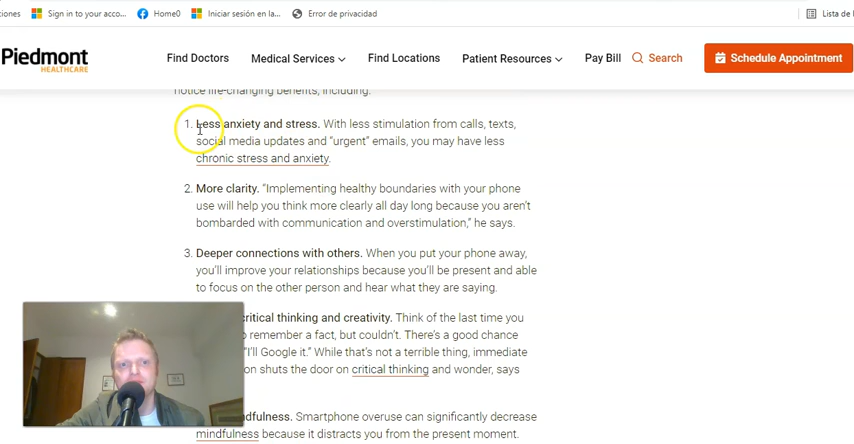 ciones
Sign in to your acco...
Home0
Iniciar sesión en la...
Error de privacidad
Lista de
Piedmont
HEALTHCARE
Find Doctors
Medical Services
Find Locations
Patient Resources
Pay Bill
Search
Schedule Appointment
notice life-changing benefits, including:
1. Less anxiety and stress. With less stimulation from calls, texts,
social media updates and “urgent” emails, you may have less
chronic stress and anxiety.
2. More clarity. “Implementing healthy boundaries with your phone
use will help you think more clearly all day long because you aren’t
bombarded with communication and overstimulation,” he says.
3. Deeper connections with others. When you put your phone away,
you’ll improve your relationships because you’ll be present and able
to focus on the other person and hear what they are saying.
critical thinking and creativity. Think of the last time you
remember a fact, but couldn’t. There’s a good chance
“I’ll Google it.” While that’s not a terrible thing, immediate
on shuts the door on critical thinking and wonder, says
ndfulness. Smartphone overuse can significantly decrease
mindfulness because it distracts you from the present moment.